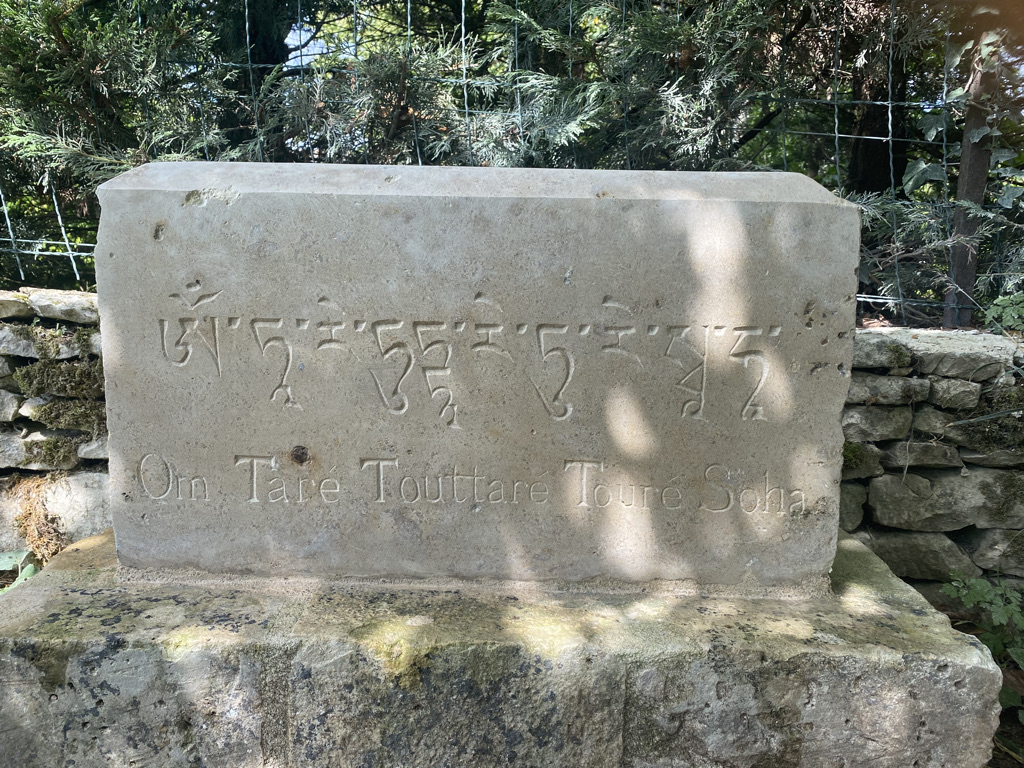 ཨོཾ་ཏཱ་རེ་ཏུཏྟཱ་རེ་ཏུ་རེ་སྭཱ་ཧཱ་
Om Taré Touttaré Touré Soha